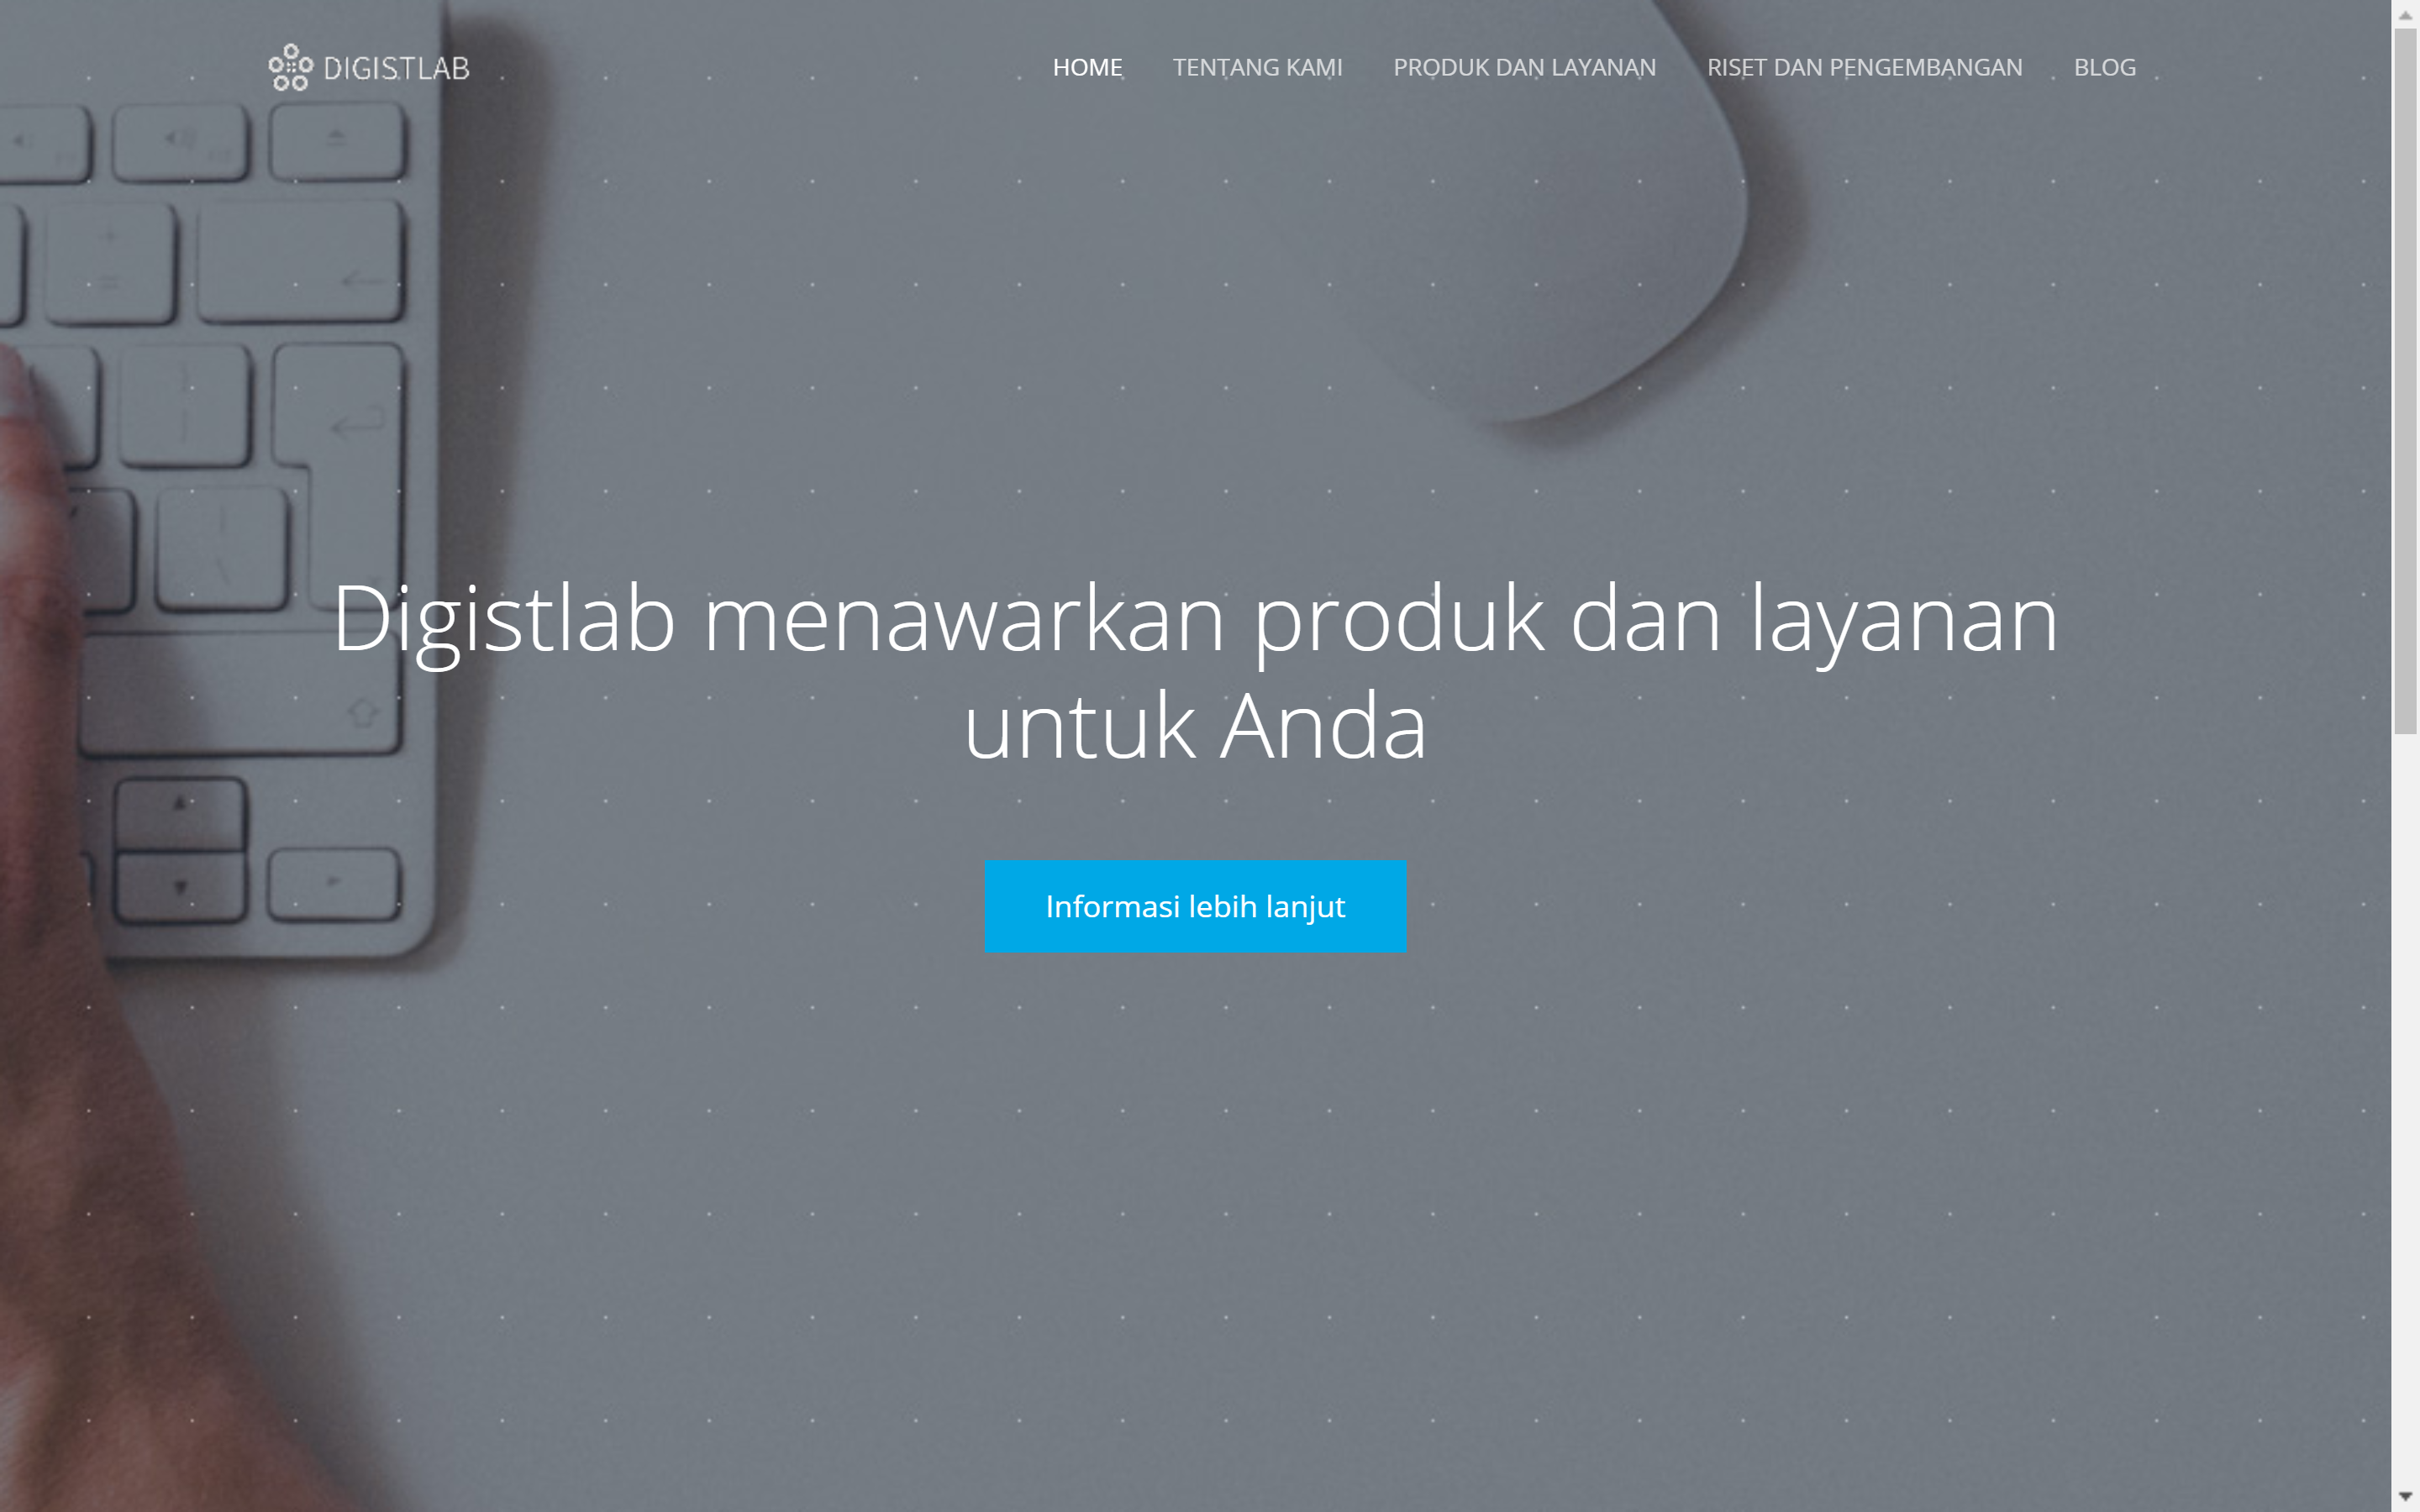 DIGISTLAB
HOME
TENTANG KAMI
PRODUK DAN LAYANAN
RISET DAN PENGEMBANGAN
BLOG
Digistlab menawarkan produk dan layanan
untuk Anda
Informasi lebih lanjut